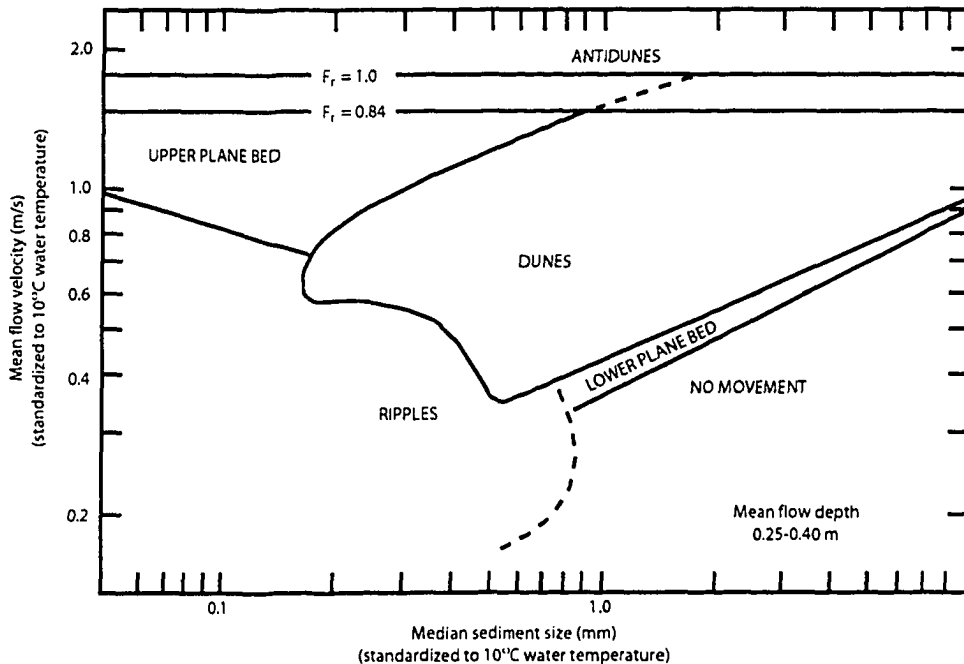 ANTIDUNES
2.0
Fr = 1.0
Fr = 0.84
UPPER PLANE BED
1.0
0.8
DUNES
0.6
LOWER PLANE BED
0.4
NO MOVEMENT
RIPPLES
0.2
Mean flow depth
0.25-0.40 m
Mean flow velocity (m/s)
(standardized to 10°C water temperature)
0.1
1.0
Median sediment size (mm)
(standardized to 10°C water temperature)